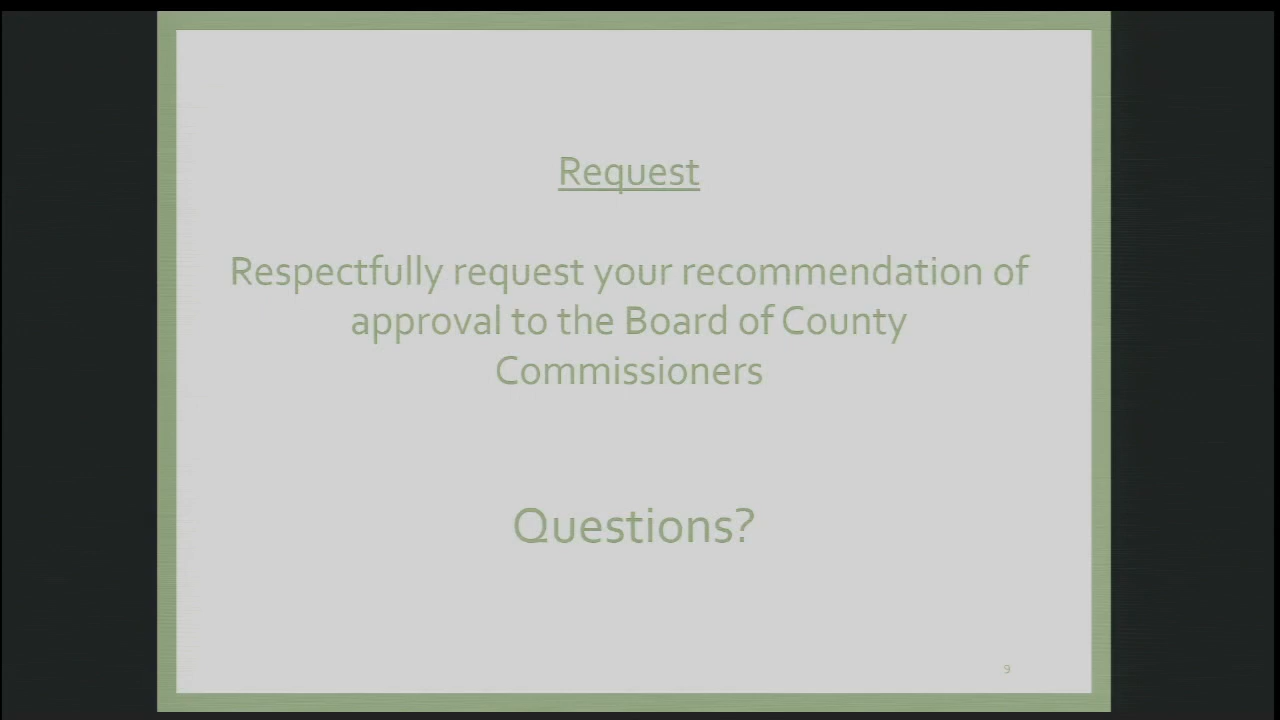 Request
Respectfully request your recommendation of
approval to the Board of County
Commissioners
Questions?
9